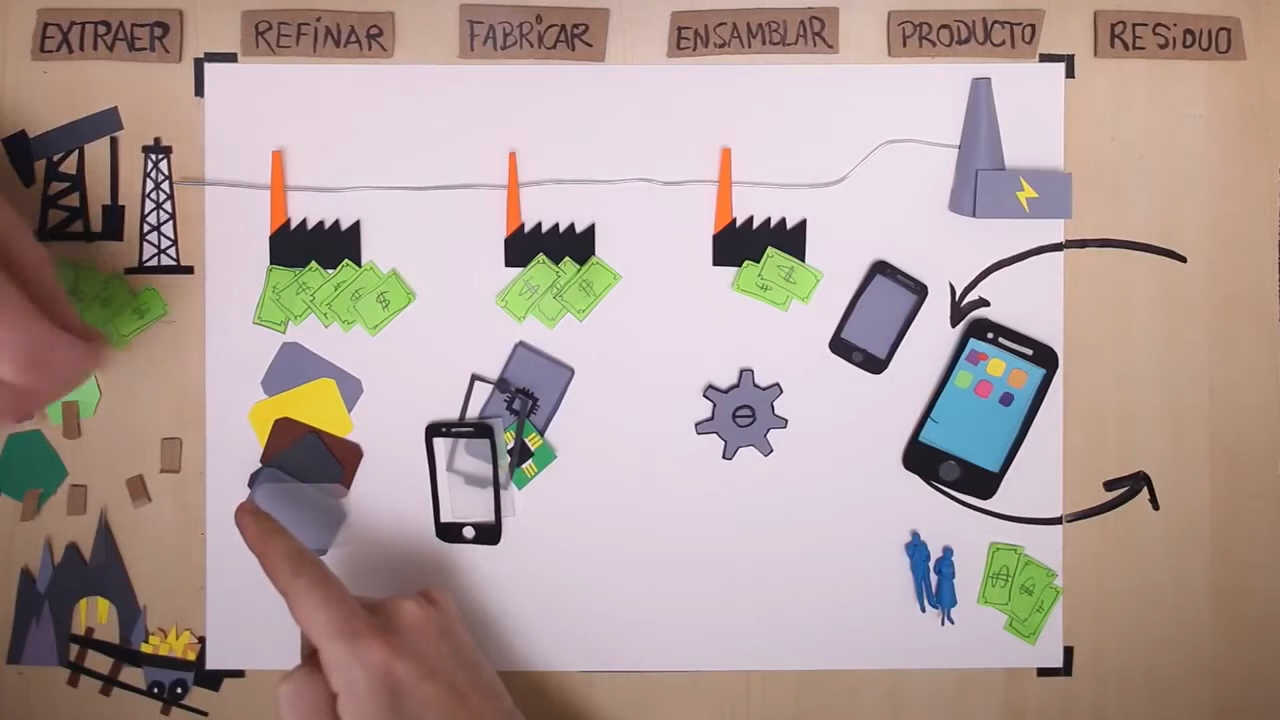 EXTRAER
REFINAR
FABRICAR
ENSAMBLAR
PRODUCTO
RESIDUO